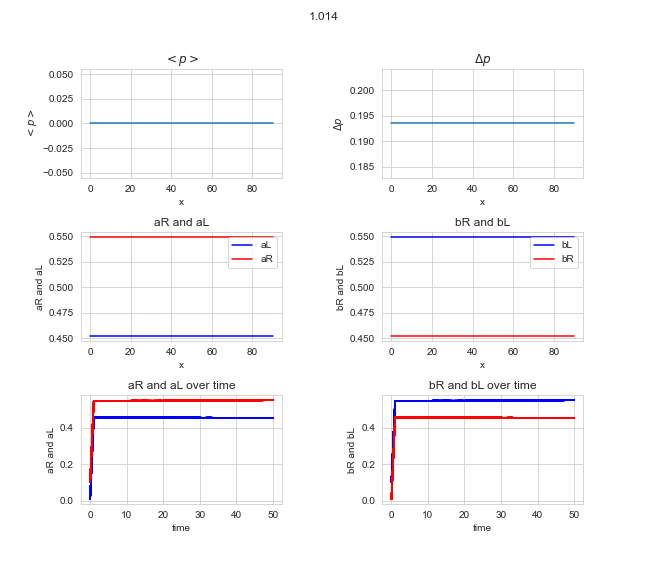 1.014
< p >
0.050
0.025
0.000
−0.025
−0.050
< p >
0
20
40
60
80
x
Δp
0.200
0.195
0.190
0.185
Δp
0
20
40
60
80
x
aR and aL
0.550
0.525
0.500
0.475
0.450
aR and aL
aL
aR
0
20
40
60
80
x
bR and bL
0.550
0.525
0.500
0.475
0.450
bR and bL
bL
bR
0
20
40
60
80
x
aR and aL over time
0.4
0.2
0.0
aR and aL
0
10
20
30
40
50
time
bR and bL over time
0.4
0.2
0.0
bR and bL
0
10
20
30
40
50
time